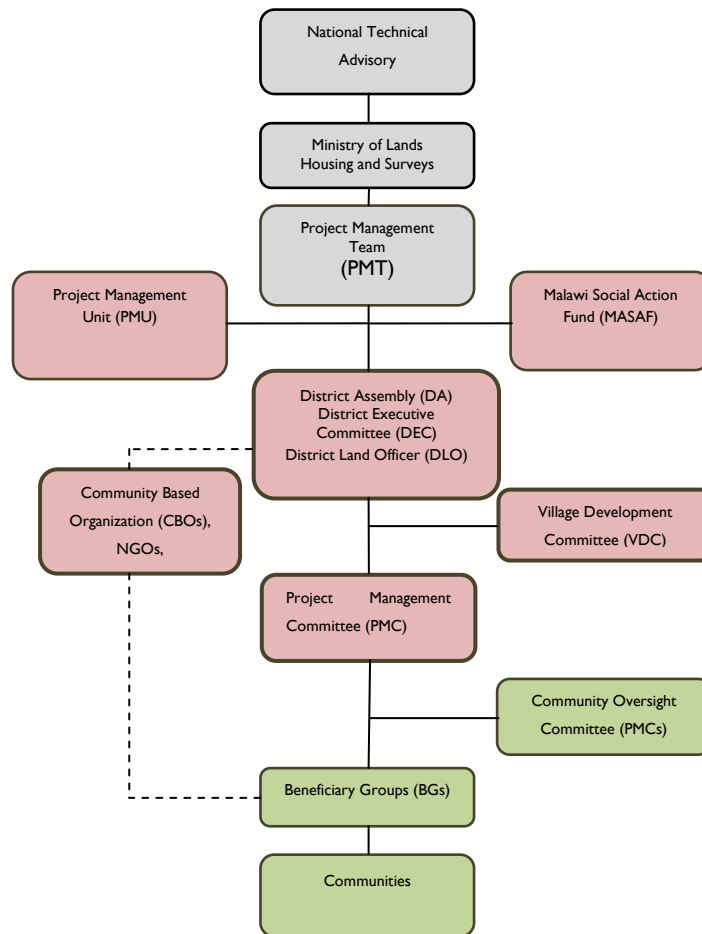 National Technical
Advisory
Ministry of Lands
Housing and Surveys
Project Management
Team
(PMT)
Project Management
Unit (PMU)
Malawi Social Action
Fund (MASAF)
District Assembly (DA)
District Executive
Committee (DEC)
District Land Officer (DLO)
Community Based
Organization (CBOs),
NGOs,
Village Development
Committee (VDC)
Project Management
Committee (PMC)
Community Oversight
Committee (PMCs)
Beneficiary Groups (BGs)
Communities